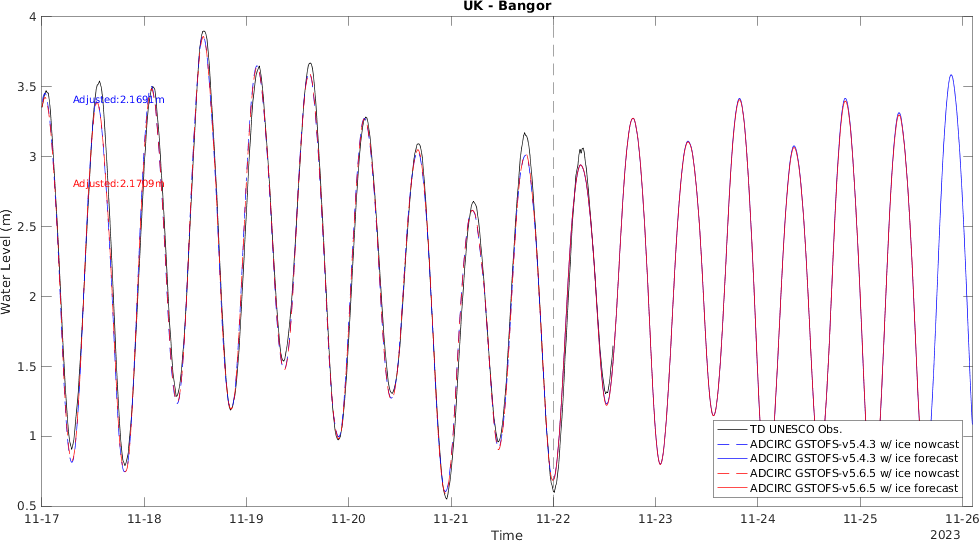 UK - Bangor
4
3.5
3
2.5
2
1.5
1
0.5
Water Level (m)
Adjusted:2.1691m
Adjusted:2.1709m
TD UNESCO Obs.
ADCIRC GSTOFS-v5.4.3 w/ ice nowcast
ADCIRC GSTOFS-v5.4.3 w/ ice forecast
ADCIRC GSTOFS-v5.6.5 w/ ice nowcast
ADCIRC GSTOFS-v5.6.5 w/ ice forecast
11-17 11-18 11-19 11-20 11-21 11-22 11-23 11-24 11-25 11-26
Time
2023